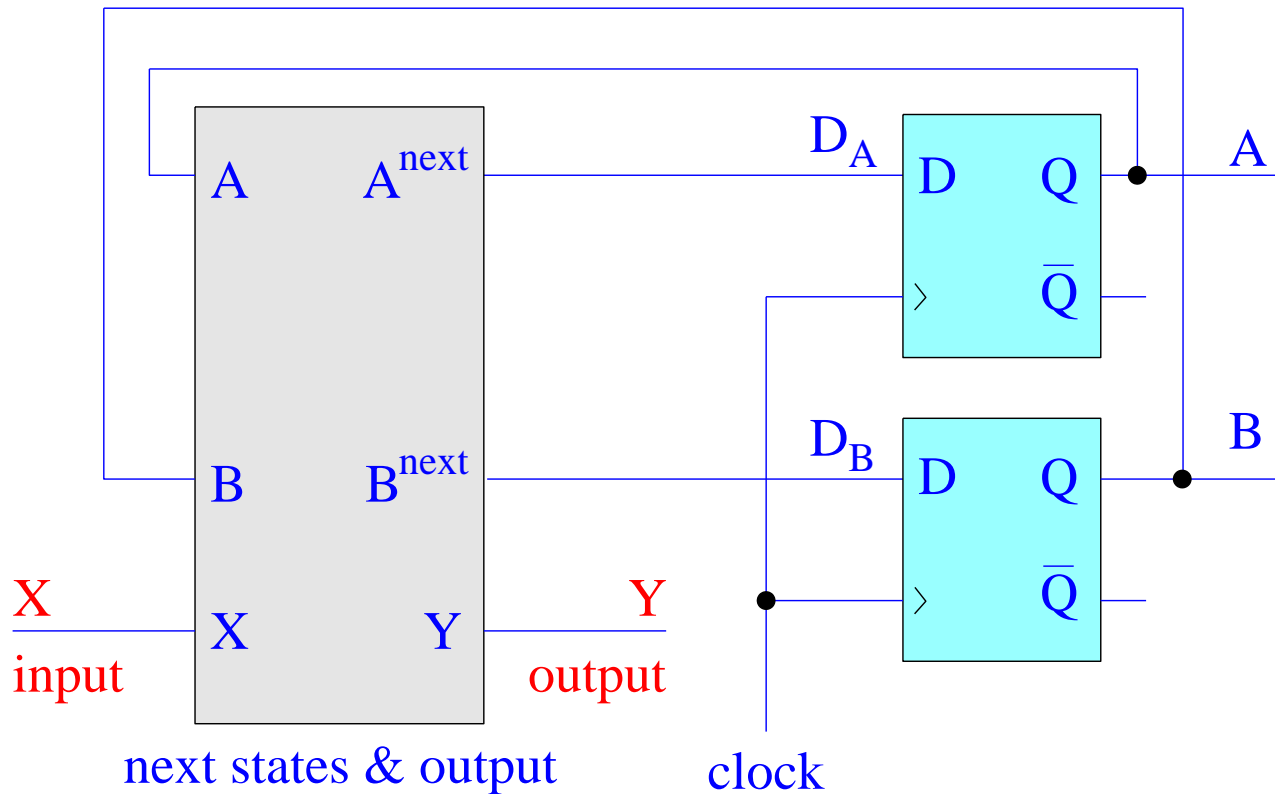 D_A
A
A A^next
D Q
Q̅
D_B
B
B B^next
D Q
X
Y
Q̅
X Y
input
output
next states & output
clock